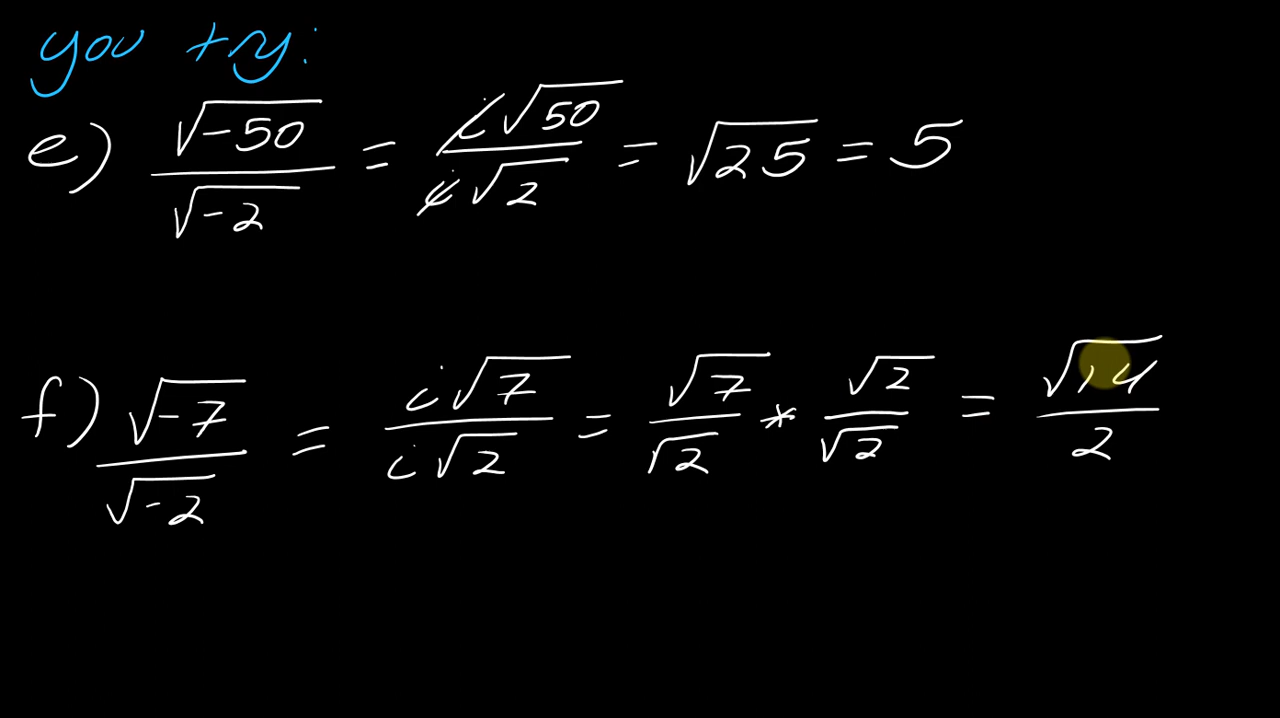 you try:
e) √-50 / √-2 = i√50 / i√2 = √25 = 5
f) √-7 / √-2 = i√7 / i√2 = √7 / √2 * √2 / √2 = √14 / 2